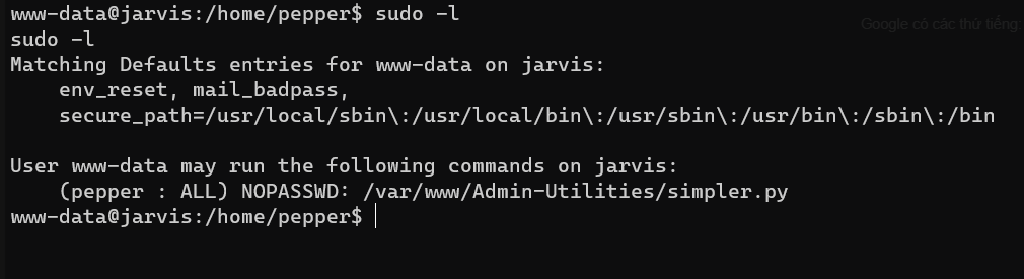 www-data@jarvis:/home/pepper$ sudo -l
Google có các thứ tiếng:
sudo -l
Matching Defaults entries for www-data on jarvis:
    env_reset, mail_badpass,
    secure_path=/usr/local/sbin\:/usr/local/bin\:/usr/sbin\:/usr/bin\:/sbin\:/bin

User www-data may run the following commands on jarvis:
    (pepper : ALL) NOPASSWD: /var/www/Admin-Utilities/simpler.py
www-data@jarvis:/home/pepper$